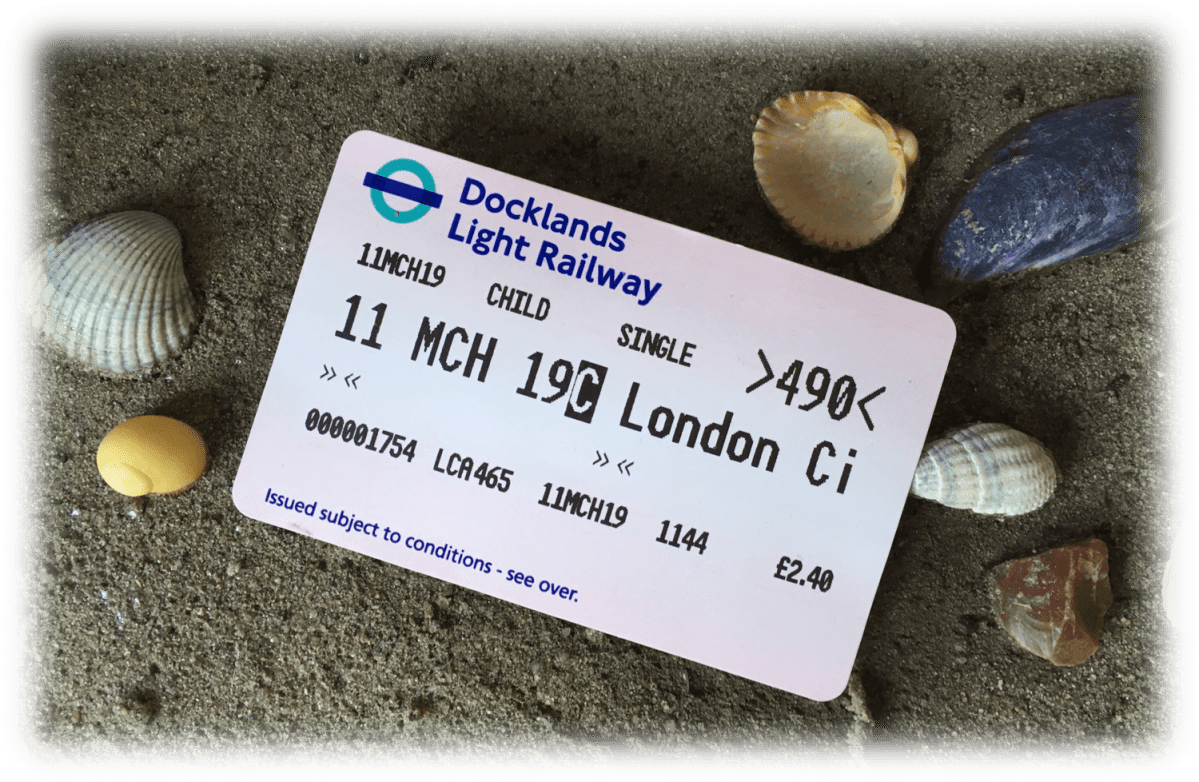 Docklands
Light Railway
11MCH19 CHILD SINGLE >490<
11 MCH 19C London Ci
>> << >> <<
000001754 LCA465 11MCH19 1144 £2.40
Issued subject to conditions - see over.